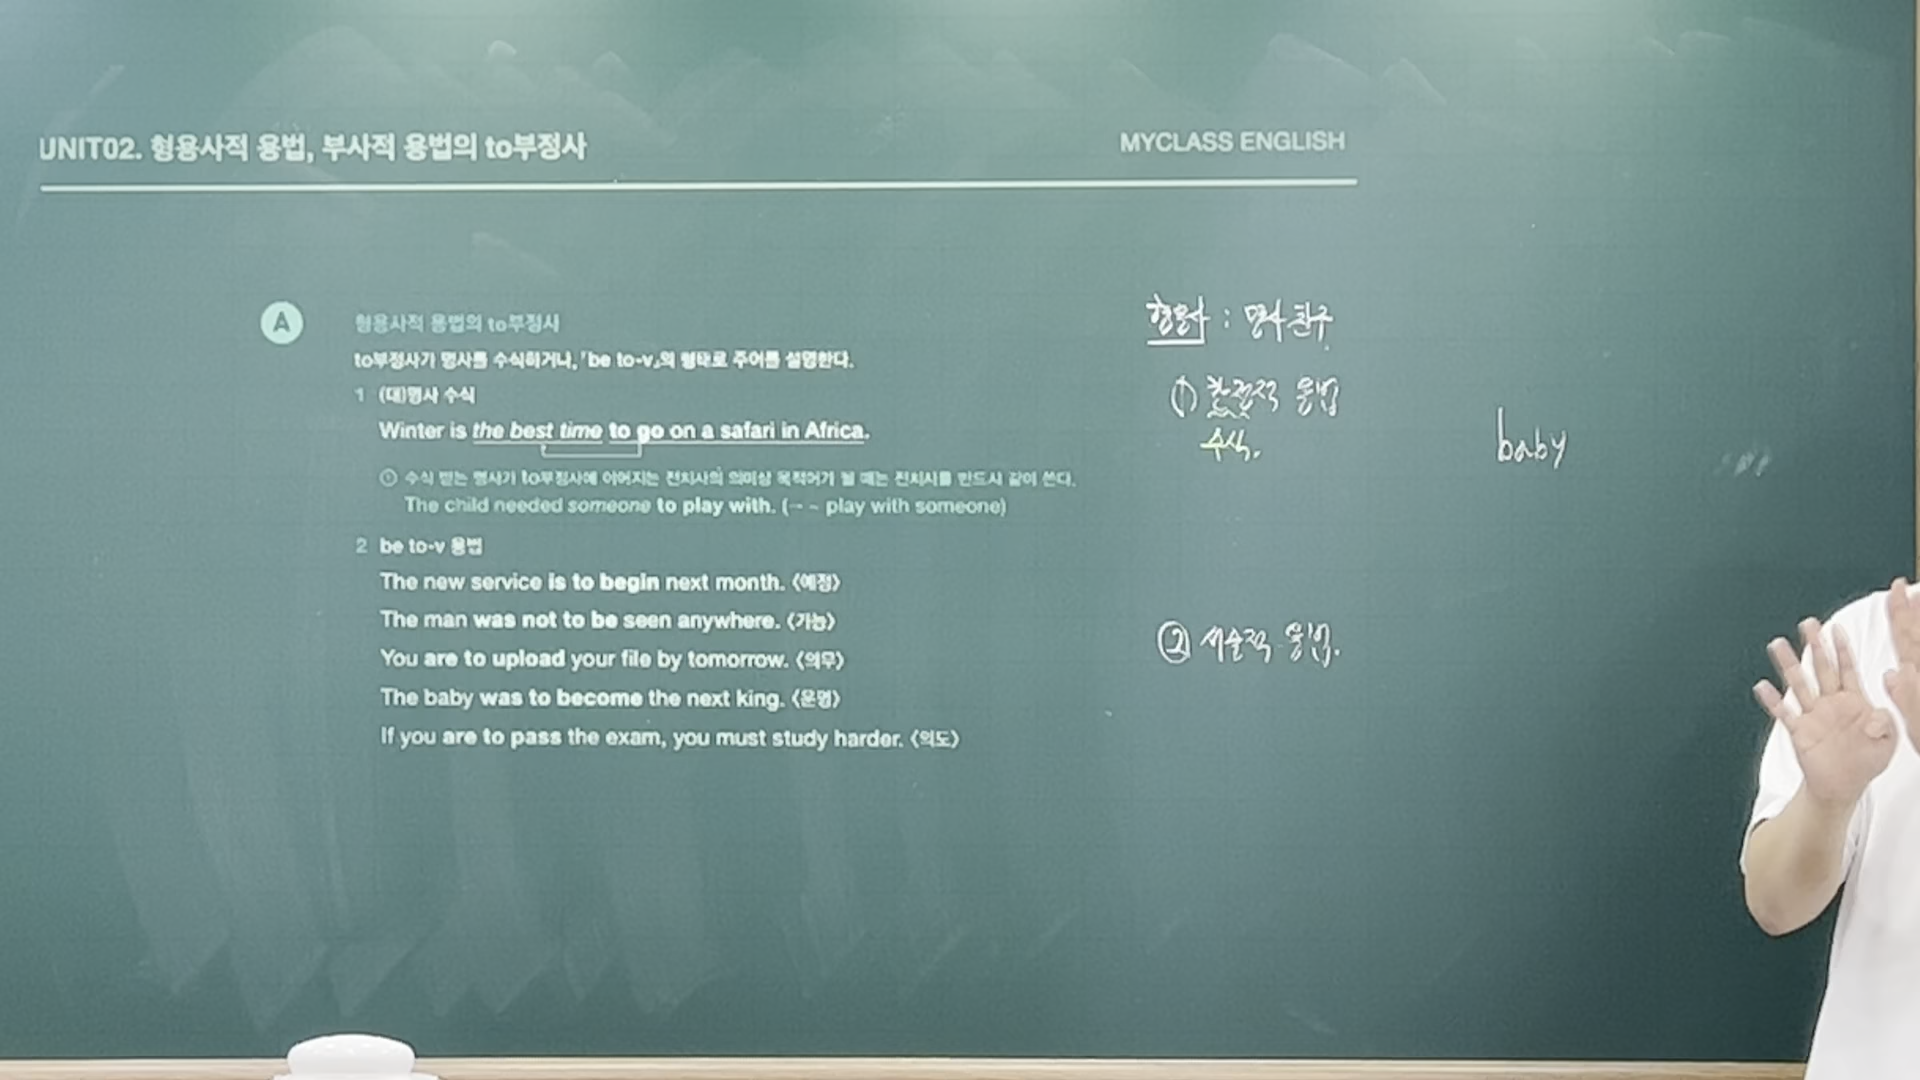 UNIT02. 형용사적 용법, 부사적 용법의 to부정사
MYCLASS ENGLISH
A
형용사적 용법의 to부정사
to부정사가 명사를 수식하거나, 「be to-v」의 형태로 주어를 설명한다.
1 (대)명사 수식
Winter is the best time to go on a safari in Africa.
① 수식 받는 명사가 to부정사에 이어지는 전치사의 의미상 목적어가 될 때는 전치사를 반드시 같이 쓴다.
The child needed someone to play with. (← ~ play with someone)
2 be to-v 용법
The new service is to begin next month. 《예정》
The man was not to be seen anywhere. 《가능》
You are to upload your file by tomorrow. 《의무》
The baby was to become the next king. 《운명》
If you are to pass the exam, you must study harder. 《의도》
형용사 : 명사 친구
① 한정적 용법
수식.
② 서술적 용법.
baby